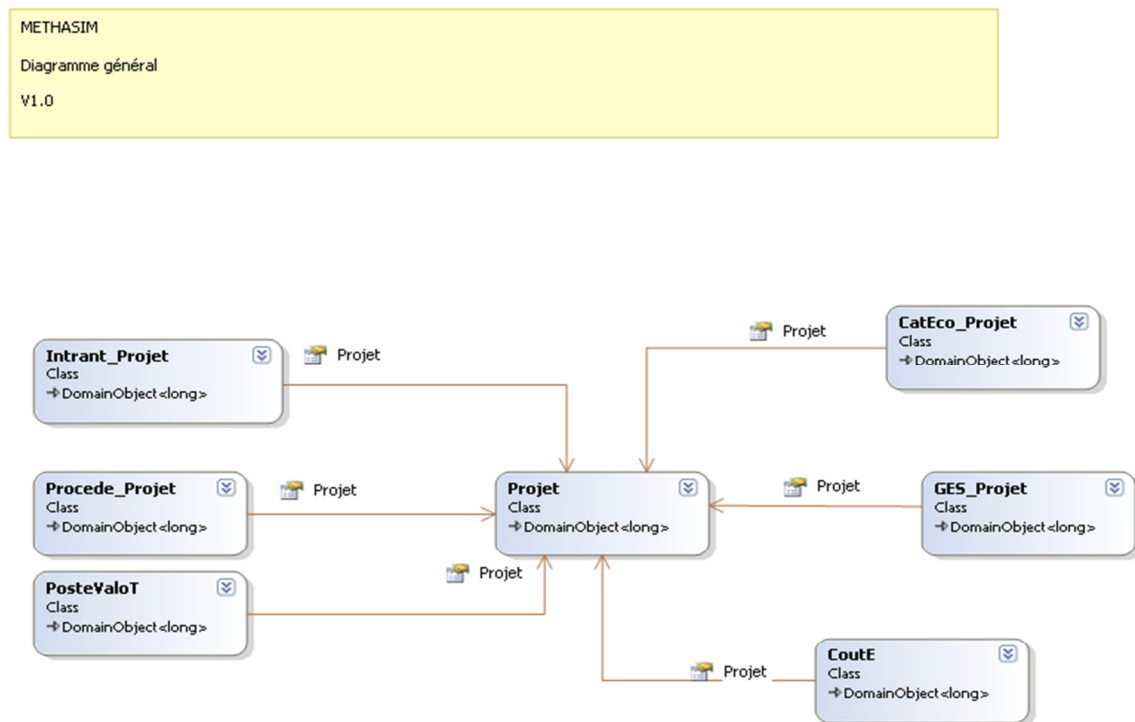 METHASIM
Diagramme général
V1.0
CatEco_Projet
Class
DomainObject<long>
Projet
Intrant_Projet
Class
DomainObject<long>
Projet
Procede_Projet
Class
DomainObject<long>
Projet
Projet
Class
DomainObject<long>
Projet
GES_Projet
Class
DomainObject<long>
PosteValoT
Class
DomainObject<long>
Projet
CoutE
Class
DomainObject<long>
Projet